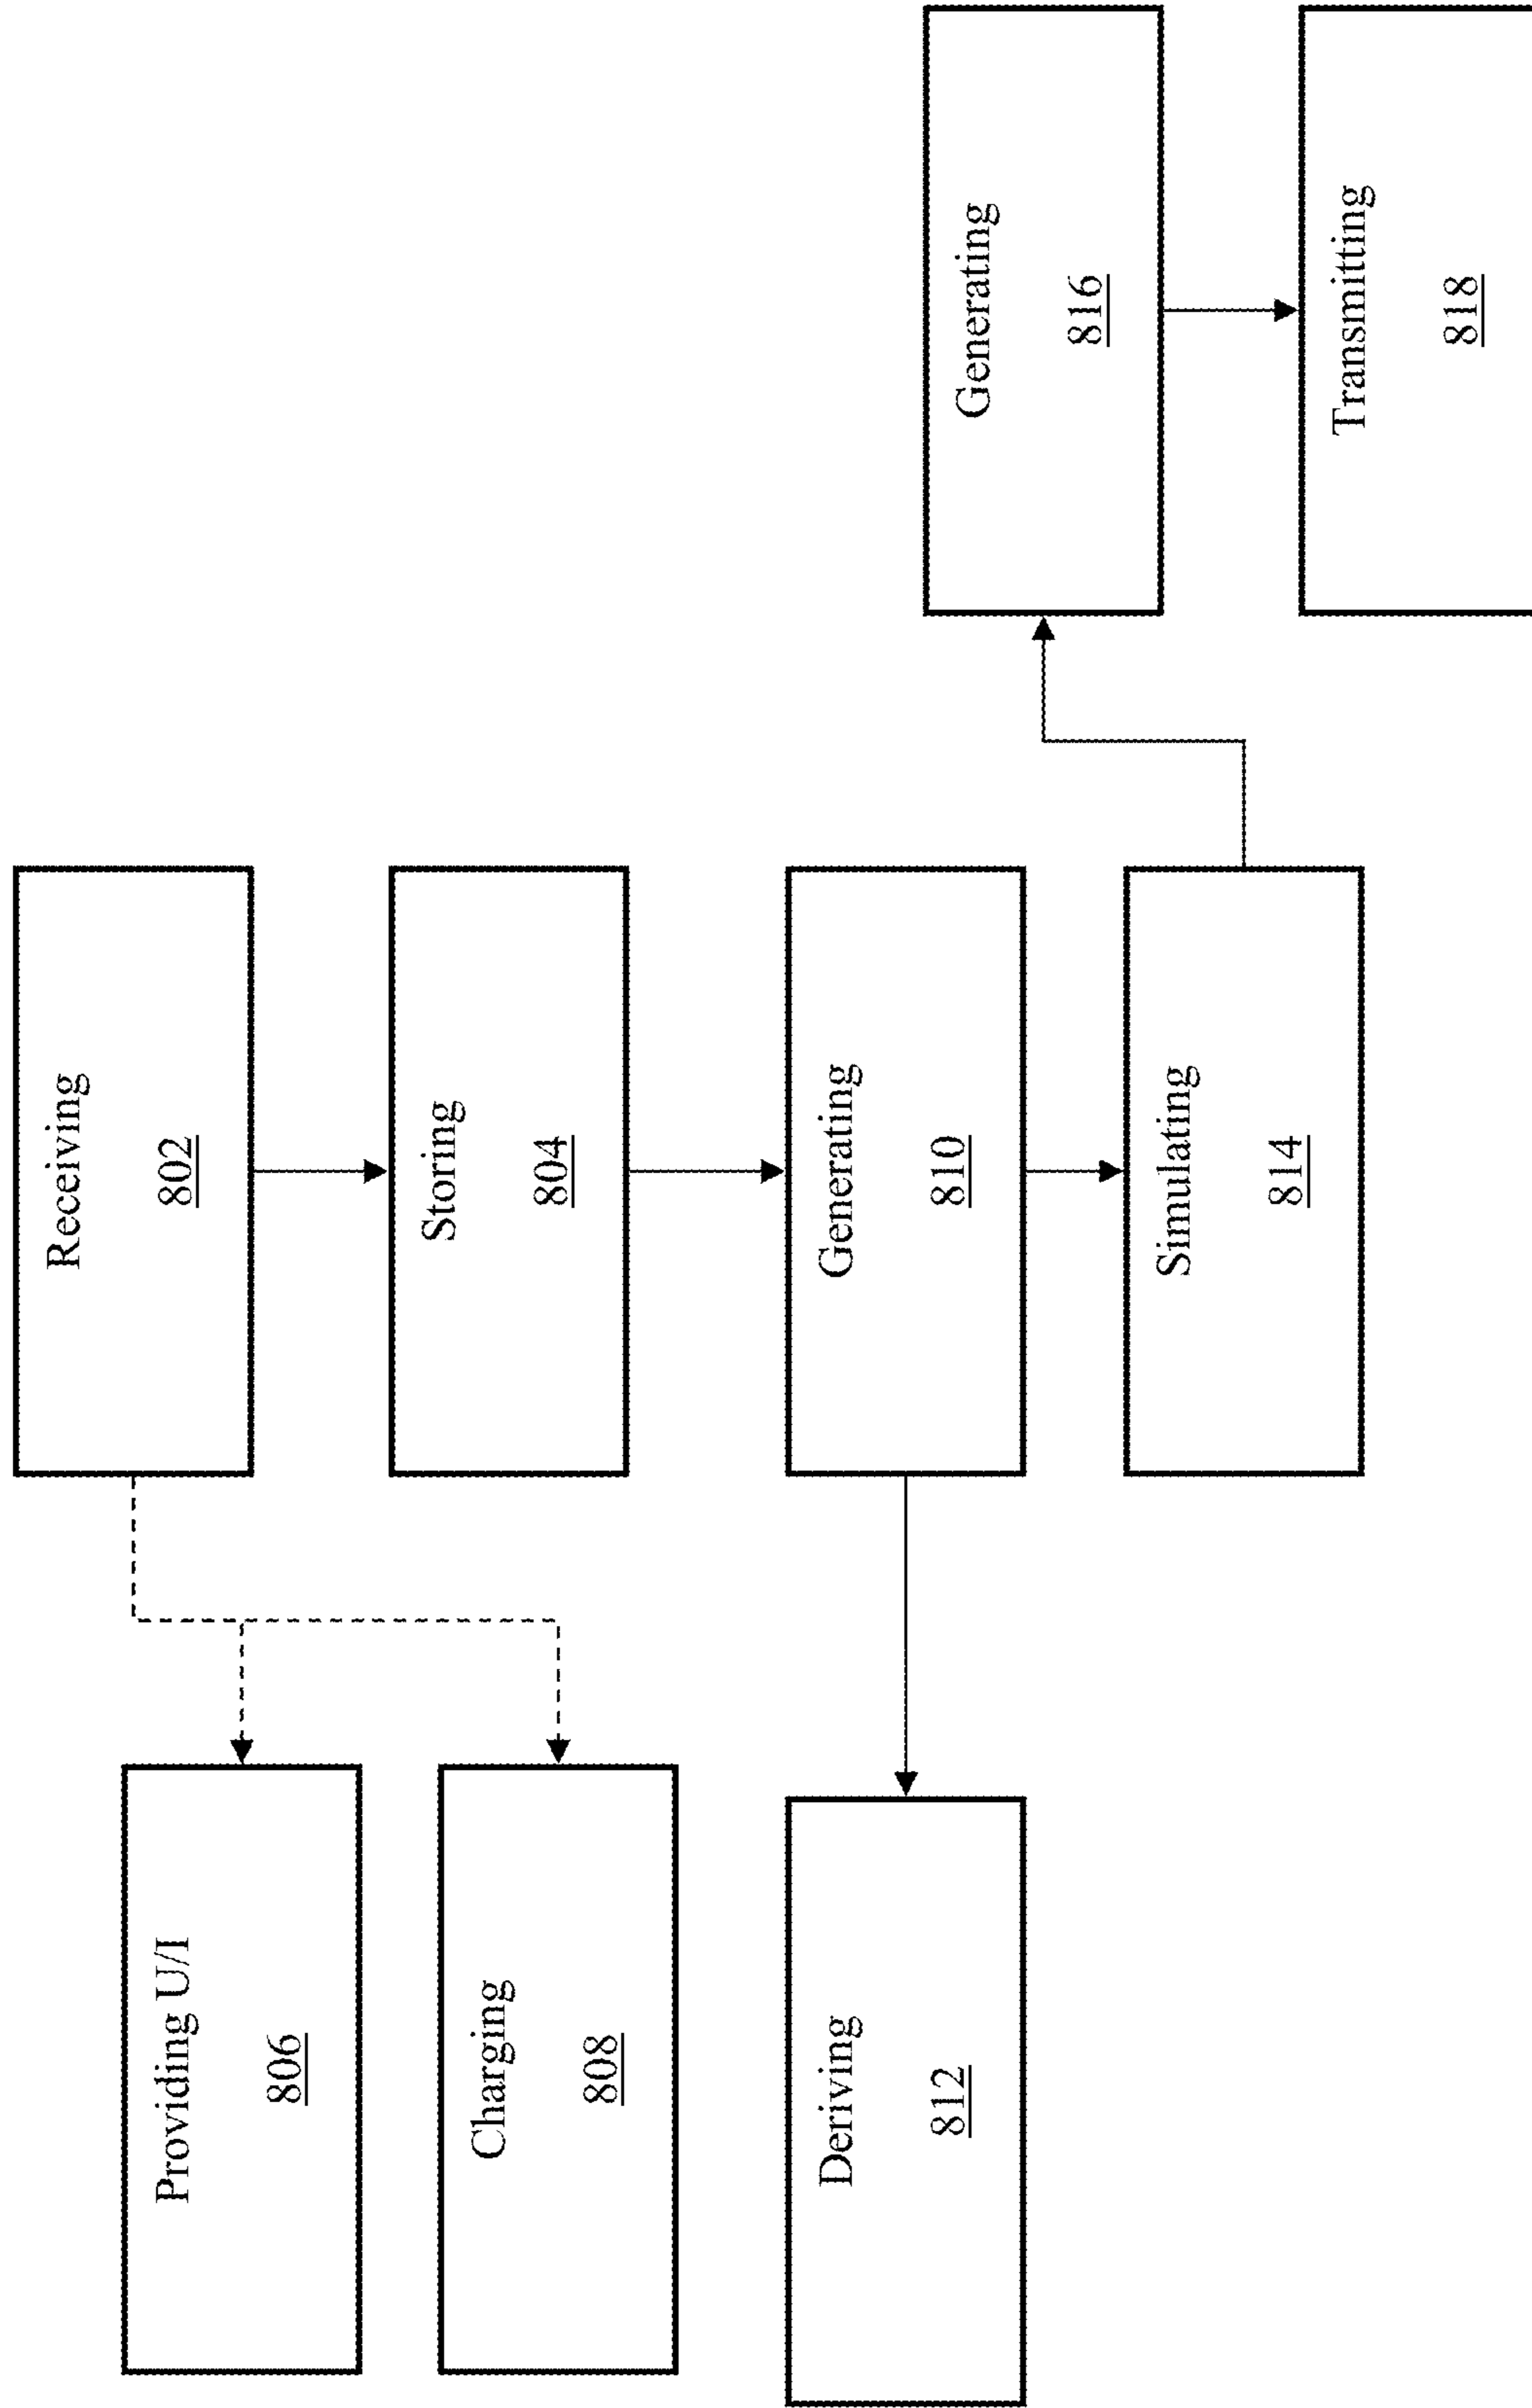 Receiving
802
Storing
804
Providing U/I
806
Charging
808
Generating
810
Deriving
812
Simulating
814
Generating
816
Transmitting
818